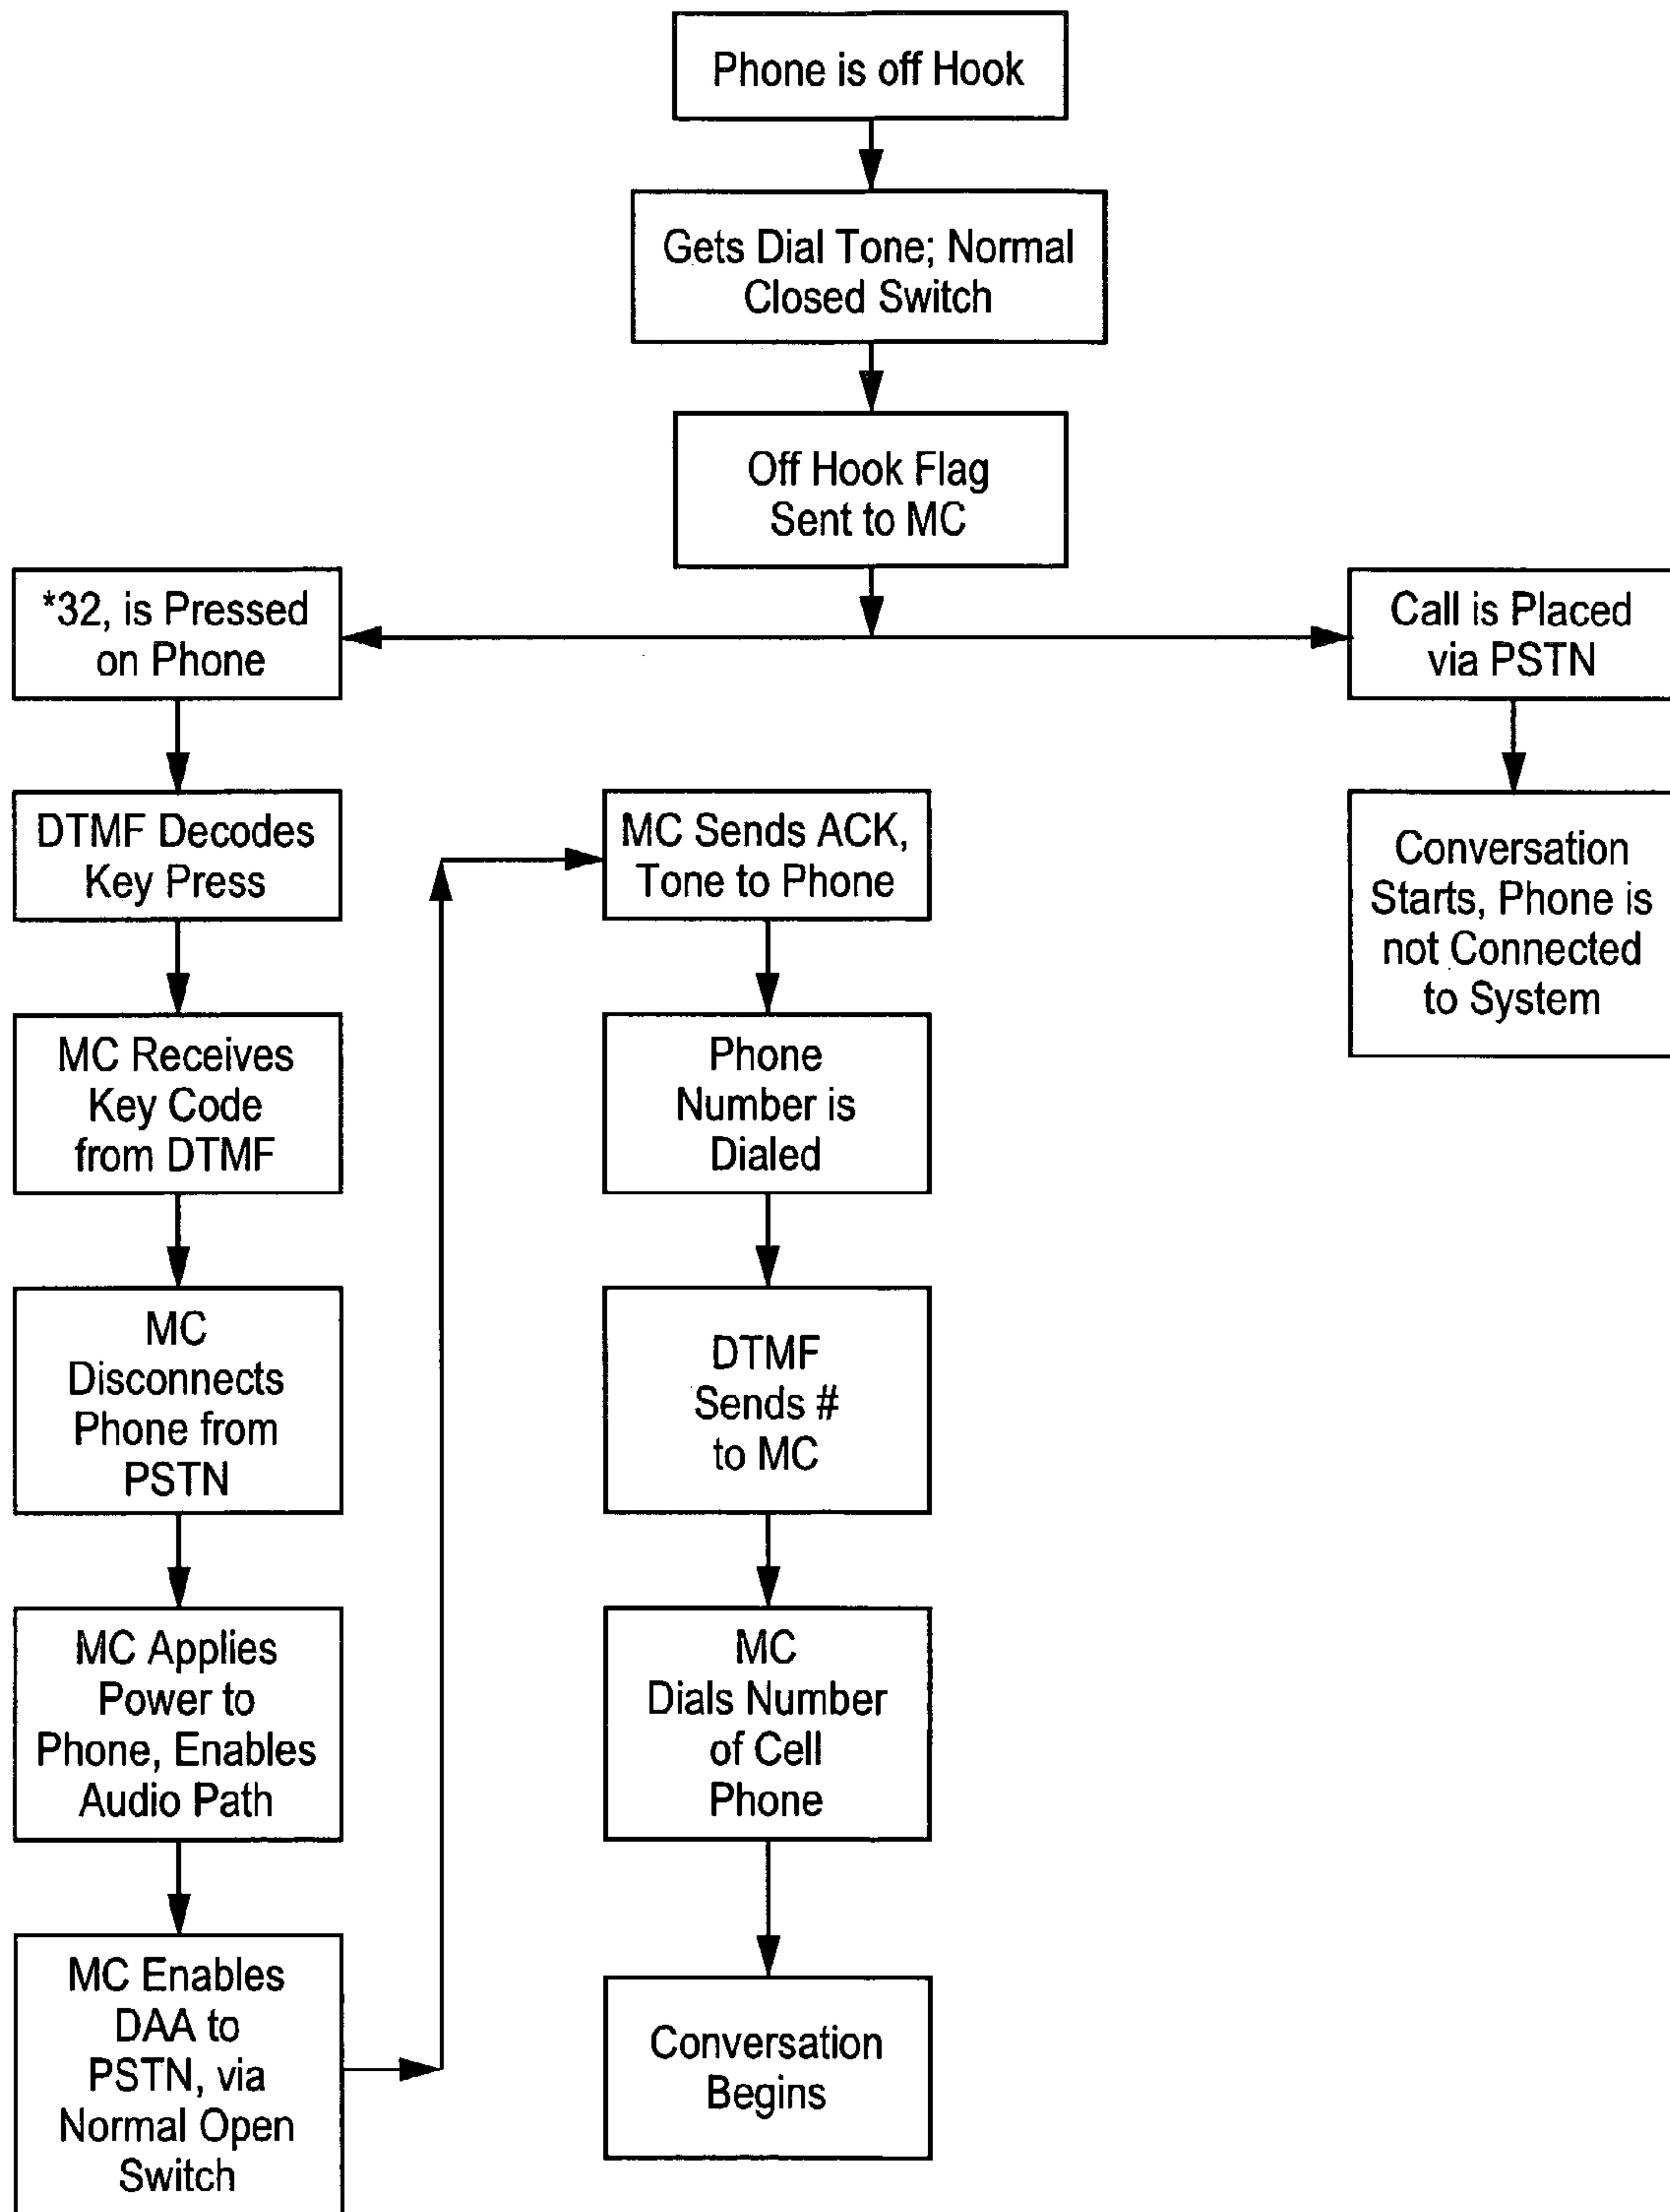 Phone is off Hook
Gets Dial Tone; Normal
Closed Switch
Off Hook Flag
Sent to MC
*32, is Pressed
on Phone
DTMF Decodes
Key Press
MC Receives
Key Code
from DTMF
MC
Disconnects
Phone from
PSTN
MC Applies
Power to
Phone, Enables
Audio Path
MC Enables
DAA to
PSTN, via
Normal Open
Switch
MC Sends ACK,
Tone to Phone
Phone
Number is
Dialed
DTMF
Sends #
to MC
MC
Dials Number
of Cell
Phone
Conversation
Begins
Call is Placed
via PSTN
Conversation
Starts, Phone is
not Connected
to System